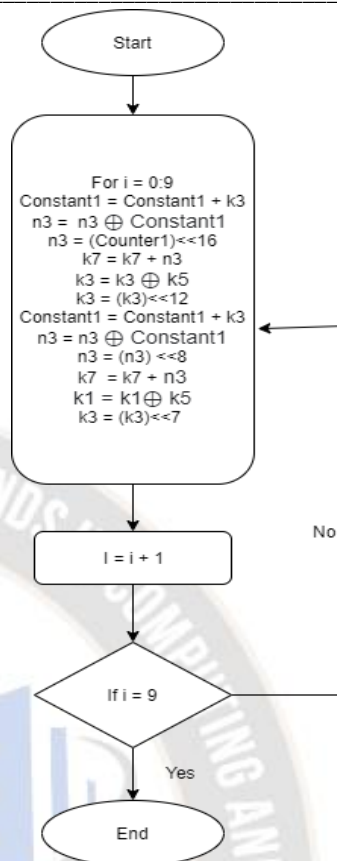 Start
For i = 0:9
Constant1 = Constant1 + k3
n3 = n3 ⊕ Constant1
n3 = (Counter1)<<16
k7 = k7 + n3
k3 = k3 ⊕ k5
k3 = (k3)<<12
Constant1 = Constant1 + k3
n3 = n3 ⊕ Constant1
n3 = (n3) <<8
k7 = k7 + n3
k1 = k1⊕ k5
k3 = (k3)<<7
No
I = i + 1
If i = 9
Yes
End